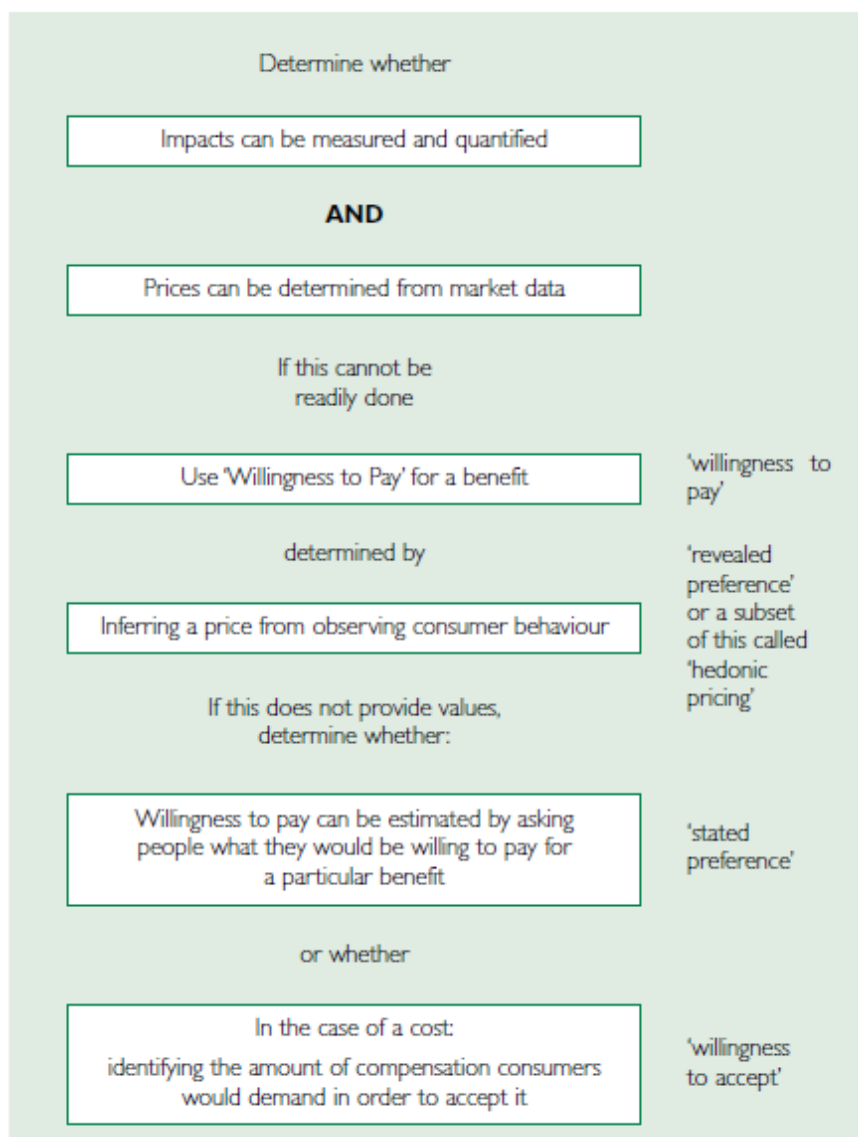 Determine whether
Impacts can be measured and quantified
AND
Prices can be determined from market data
If this cannot be
readily done
Use ‘Willingness to Pay’ for a benefit
‘willingness to
pay’
determined by
Inferring a price from observing consumer behaviour
‘revealed
preference’
or a subset
of this called
‘hedonic
pricing’
If this does not provide values,
determine whether:
Willingness to pay can be estimated by asking
people what they would be willing to pay for
a particular benefit
‘stated
preference’
or whether
In the case of a cost:
identifying the amount of compensation consumers
would demand in order to accept it
‘willingness
to accept’